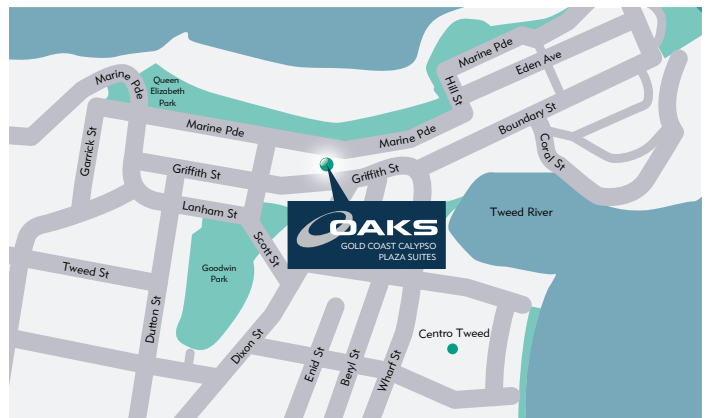 Marine Pde
Queen
Elizabeth
Park
Marine Pde
Eden Ave
Hill St
Marine Pde
Boundary St
Marine Pde
Garrick St
Coral St
Griffith St
Griffith St
Lanham St
Tweed River
OAKS
GOLD COAST CALYPSO
PLAZA SUITES
Scott St
Goodwin
Park
Tweed St
Dutton St
Dixon St
Enid St
Beryl St
Wharf St
Centro Tweed